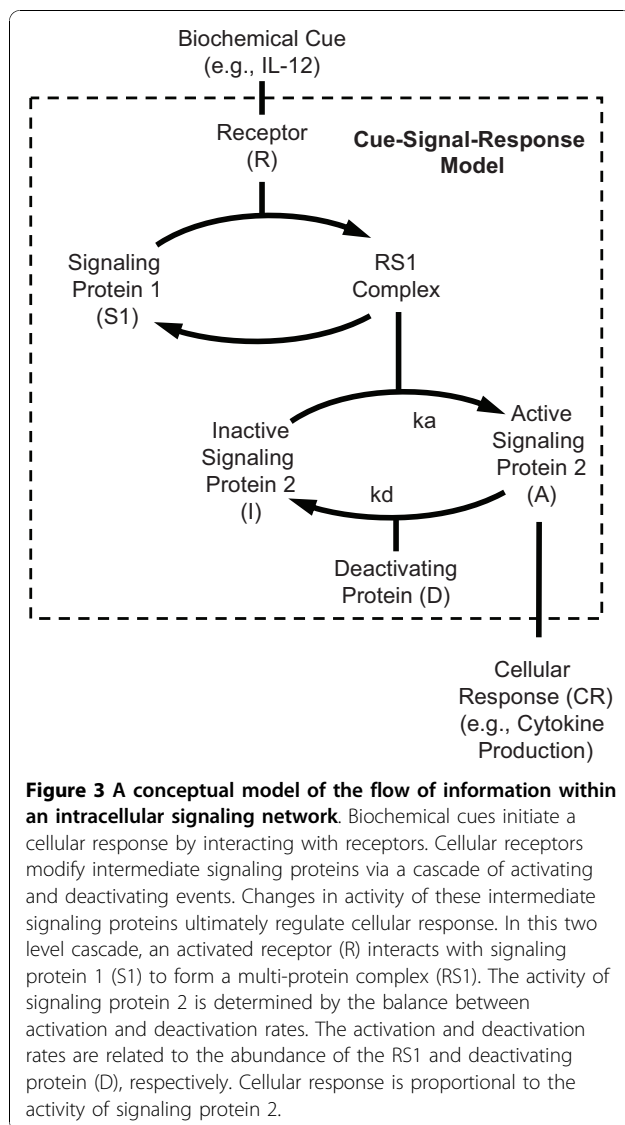 Biochemical Cue
(e.g., IL-12)
Receptor
(R)
Cue-Signal-Response
Model
Signaling
Protein 1
(S1)
RS1
Complex
ka
Inactive
Signaling
Protein 2
(I)
Active
Signaling
Protein 2
(A)
kd
Deactivating
Protein (D)
Cellular
Response (CR)
(e.g., Cytokine
Production)
Figure 3 A conceptual model of the flow of information within
an intracellular signaling network. Biochemical cues initiate a
cellular response by interacting with receptors. Cellular receptors
modify intermediate signaling proteins via a cascade of activating
and deactivating events. Changes in activity of these intermediate
signaling proteins ultimately regulate cellular response. In this two
level cascade, an activated receptor (R) interacts with signaling
protein 1 (S1) to form a multi-protein complex (RS1). The activity of
signaling protein 2 is determined by the balance between
activation and deactivation rates. The activation and deactivation
rates are related to the abundance of the RS1 and deactivating
protein (D), respectively. Cellular response is proportional to the
activity of signaling protein 2.